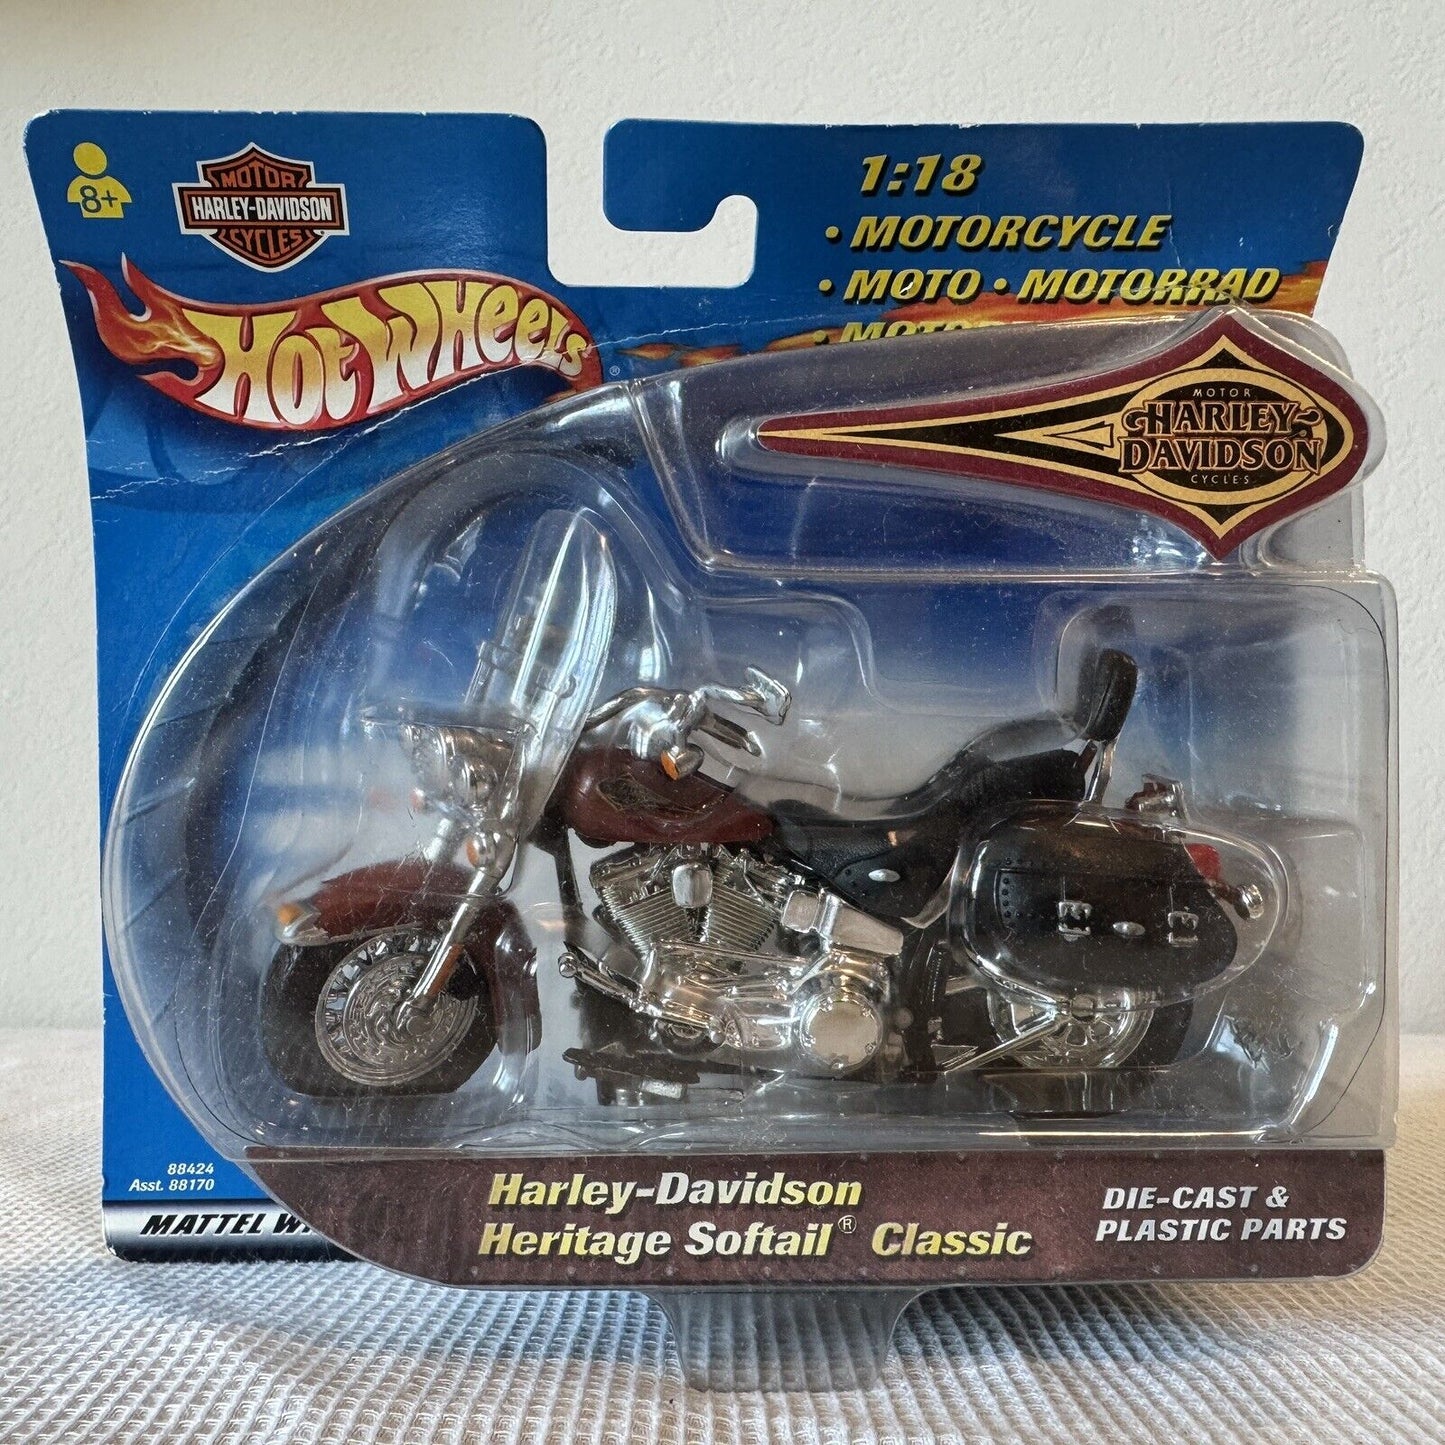 8+
MOTOR
HARLEY-DAVIDSON
CYCLES
HOT WHEELS
®
1:18
• MOTORCYCLE
• MOTO • MOTORRAD
MOTOR
HARLEY-
DAVIDSON
CYCLES
88424
Asst. 88170
MATTEL
Harley-Davidson
Heritage Softail® Classic
DIE-CAST &
PLASTIC PARTS